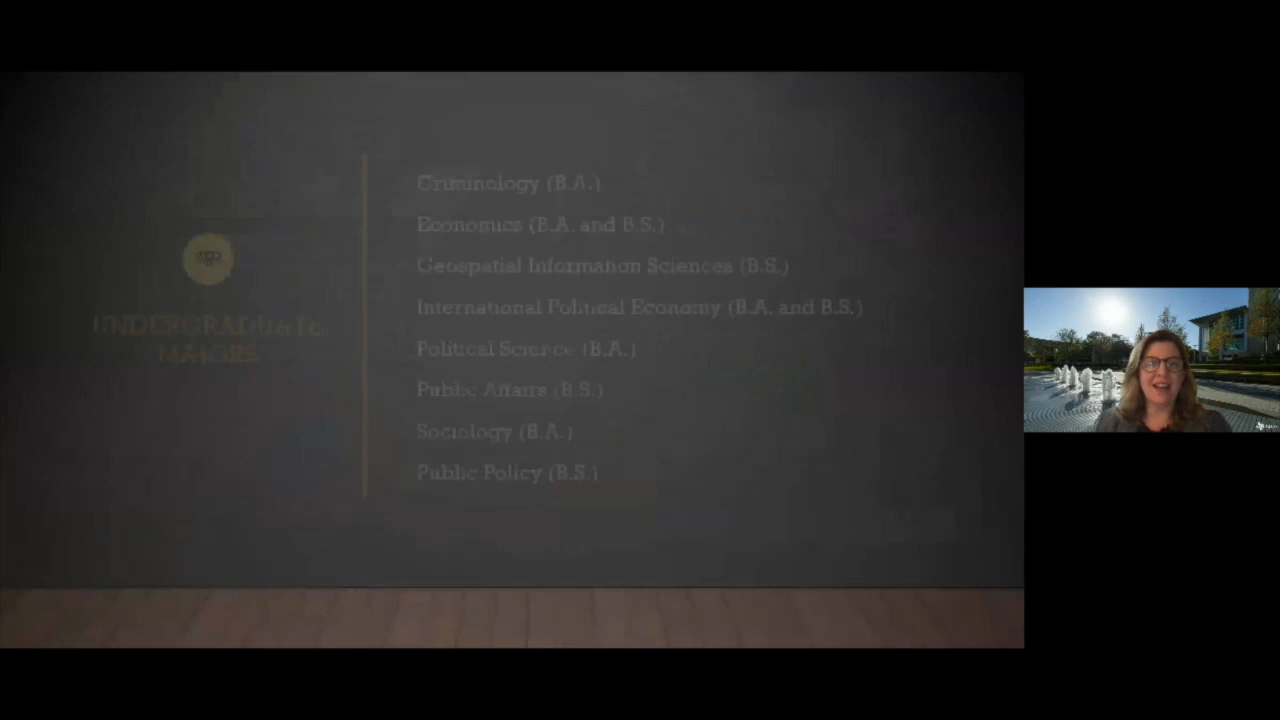 UNDERGRADUATE
MAJORS
Criminology (B.A.)
Economics (B.A. and B.S.)
Geospatial Information Sciences (B.S.)
International Political Economy (B.A. and B.S.)
Political Science (B.A.)
Public Affairs (B.S.)
Sociology (B.A.)
Public Policy (B.S.)